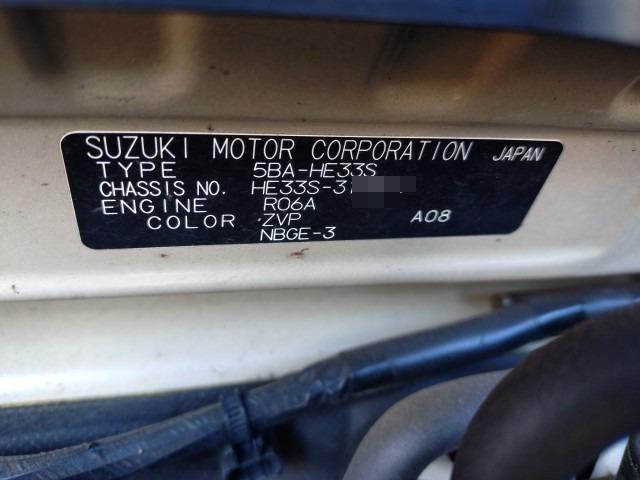 SUZUKI MOTOR CORPORATION JAPAN
TYPE 5BA-HE33S
CHASSIS NO. HE33S-3
ENGINE R06A
COLOR ZVP A08
NBGE-3